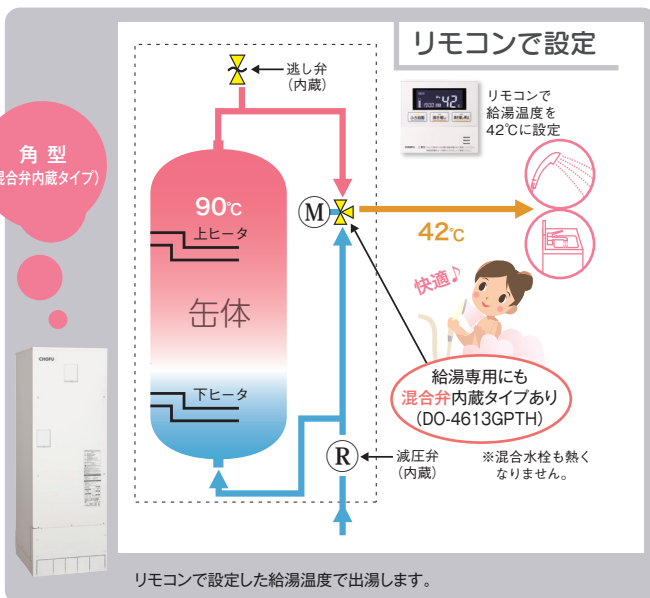 リモコンで設定
逃し弁
(内蔵)
リモコンで
給湯温度を
42℃に設定
角型
混合弁内蔵タイプ)
90℃
上ヒータ
M
42℃
缶体
快適♪
下ヒータ
給湯専用にも
混合弁内蔵タイプあり
(DO-4613GPTH)
R
減圧弁
(内蔵)
※混合水栓も熱く
なりません。
CHOFU
リモコンで設定した給湯温度で出湯します。